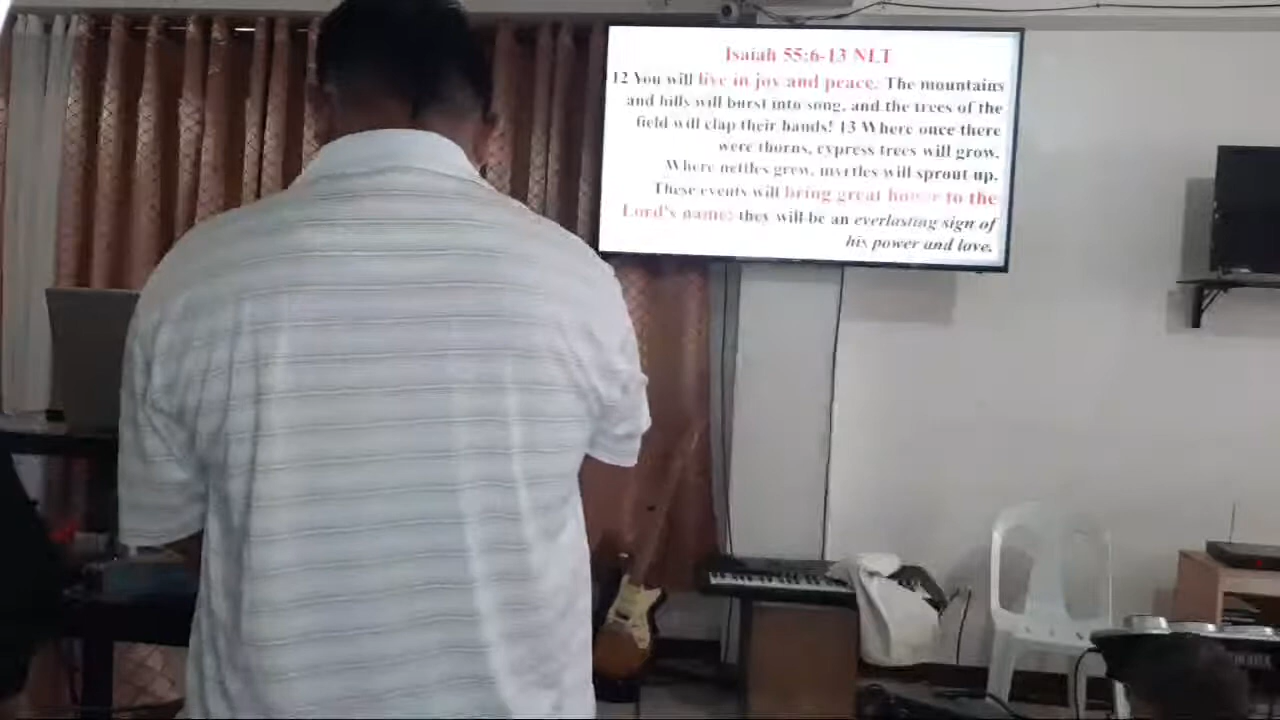 Isaiah 55:6-13 NLT
12 You will live in joy and peace. The mountains
and hills will burst into song, and the trees of the
field will clap their hands! 13 Where once there
were thorns, cypress trees will grow.
Where nettles grew, myrtles will sprout up.
These events will bring great honor to the
Lord's name; they will be an everlasting sign of
his power and love.
YAMAHA